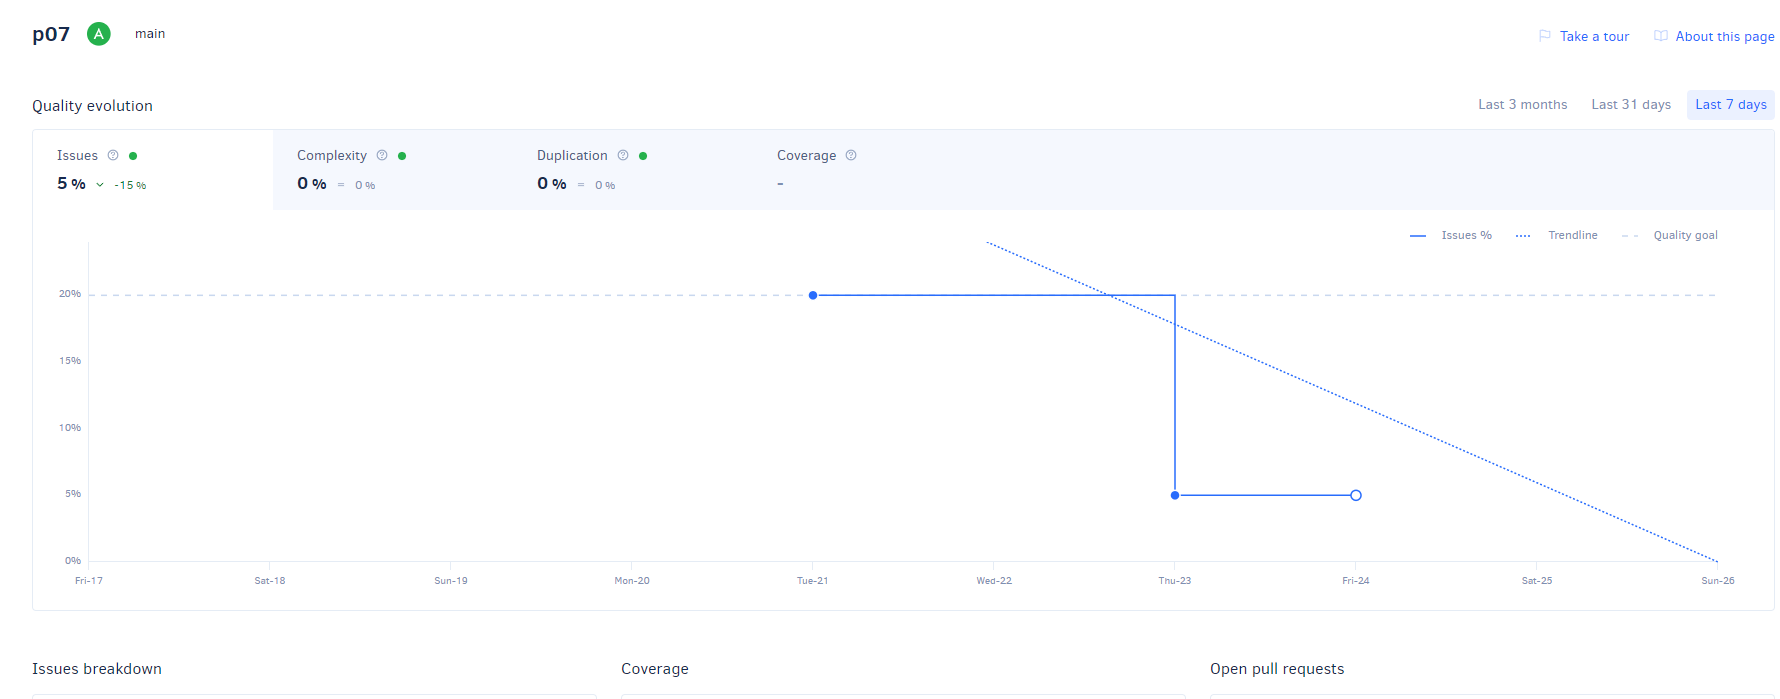 p07 A main
Take a tour About this page
Quality evolution
Last 3 months Last 31 days Last 7 days
Issues Complexity Duplication Coverage
5 % -15 % 0 % = 0 % 0 % = 0 % -
Issues % Trendline Quality goal
20%
15%
10%
5%
0%
Fri-17 Sat-18 Sun-19 Mon-20 Tue-21 Wed-22 Thu-23 Fri-24 Sat-25 Sun-26
Issues breakdown Coverage Open pull requests